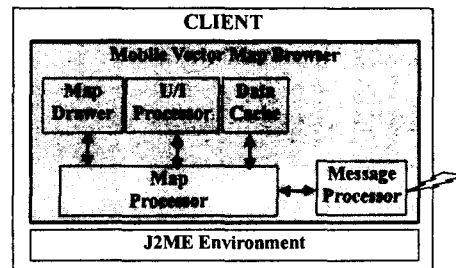 CLIENT
Mobile Vector Map Browser
Map Drawer
U/I Processor
Data Cache
Map Processor
Message Processor
J2ME Environment